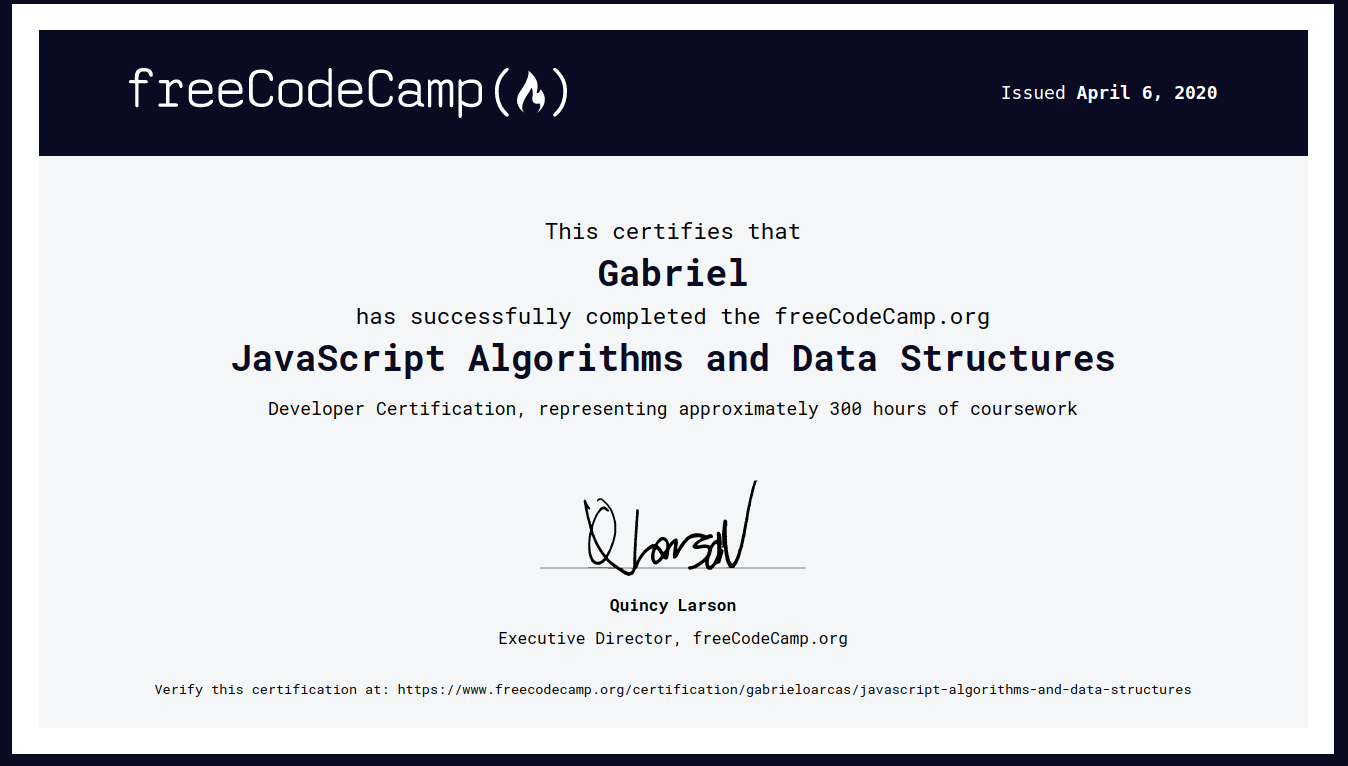 freeCodeCamp
Issued April 6, 2020
This certifies that
Gabriel
has successfully completed the freeCodeCamp.org
JavaScript Algorithms and Data Structures
Developer Certification, representing approximately 300 hours of coursework
Q Larson
Quincy Larson
Executive Director, freeCodeCamp.org
Verify this certification at: https://www.freecodecamp.org/certification/gabrieloarcas/javascript-algorithms-and-data-structures